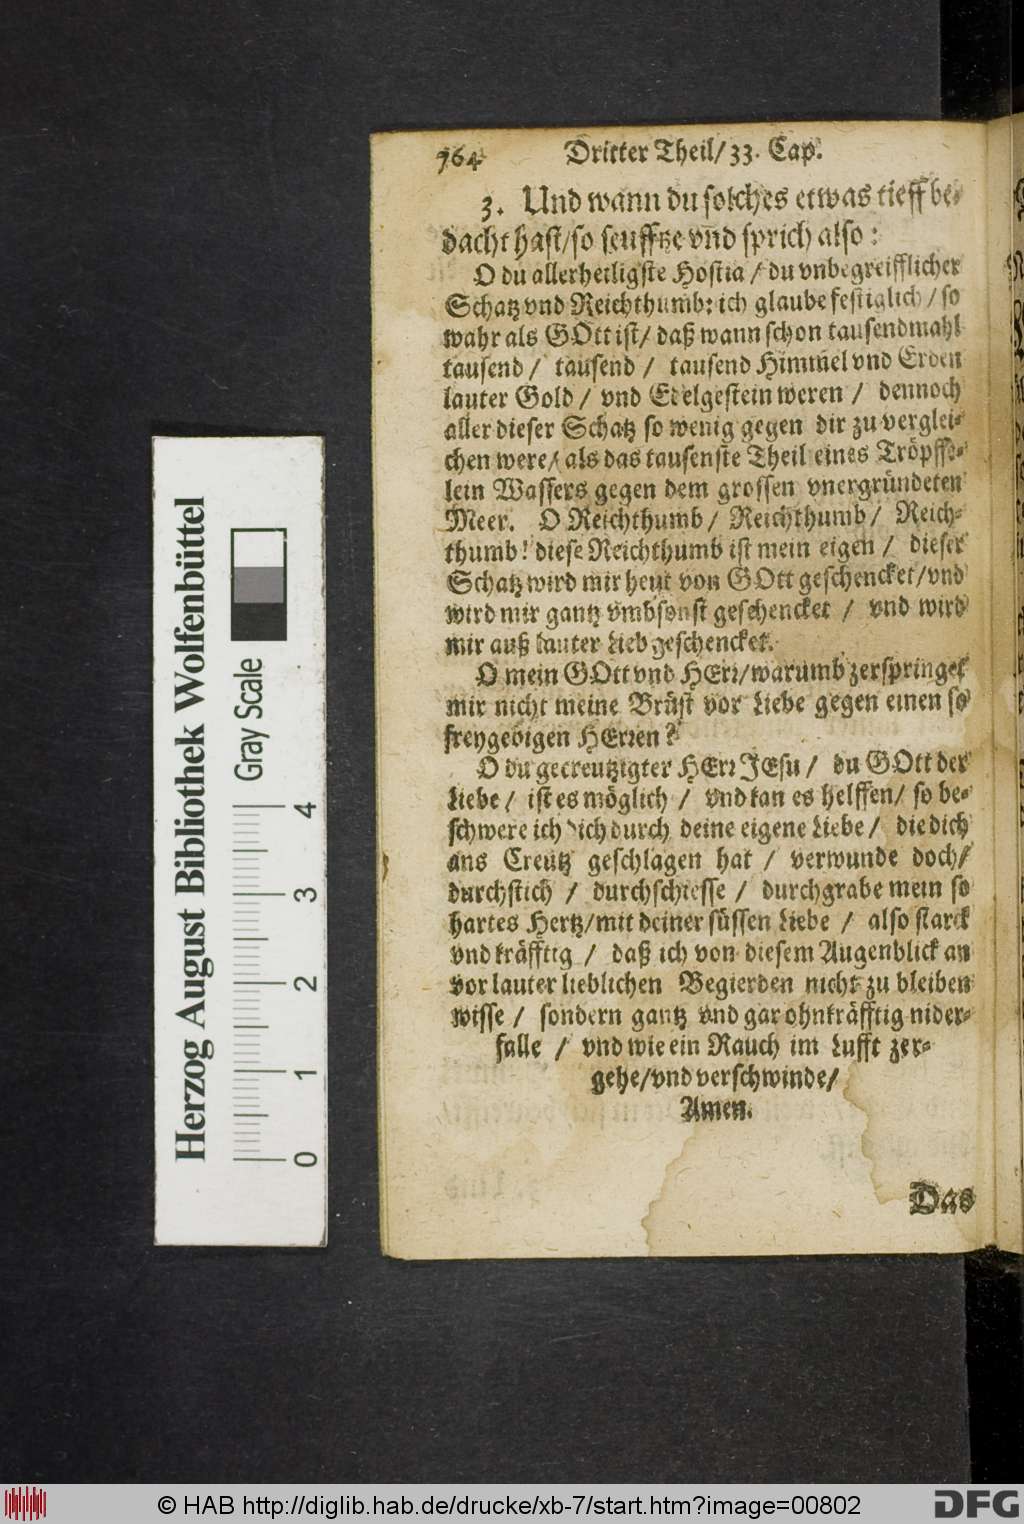 764 Dritter Theil/ 33. Cap.
3. Und wann du solches etwas tieff be-
dacht hast/so seufftze vnd sprich also:
O du allerheiligste Hostia / du vnbegreifflicher
Schatz vnd Reichthumb: ich glaube festiglich / so
wahr als GOtt ist/ daß wann schon tausendmahl
tausend / tausend / tausend Himmel vnd Erden
lauter Gold / vnd Edelgestein weren / dennoch
aller dieser Schatz so wenig gegen dir zu verglei-
chen were/ als das tausenste Theil eines Tröpffe-
lein Wassers gegen dem grossen vnergründeten
Meer. O Reichthumb / Reichthumb / Reich-
thumb! diese Reichthumb ist mein eigen / dieser
Schatz wird mir heut von GOtt geschencket/vnd
wird mir gantz vmbsonst geschencket / vnd wird
mir auß lauter Lieb geschencket.
O mein GOtt vnd HErr/warumb zerspringet
mir nicht meine Brüst vor Liebe gegen einen so
freygebigen HErren?
O du gecreutzigter HErr JEsu / du GOtt der
Liebe / ist es möglich / vnd kan es helffen/ so be-
schwere ich dich durch deine eigene Liebe / die dich
ans Creutz geschlagen hat / verwunde doch/
durchstich / durchschiesse / durchgrabe mein so
hartes Hertz/mit deiner süssen Liebe / also starck
vnd kräfftig / daß ich von diesem Augenblick an
vor lauter lieblichen Begierden nicht zu bleiben
wisse / sondern gantz vnd gar ohnkräfftig nider-
falle / vnd wie ein Rauch im Lufft zer-
gehe/vnd verschwinde/
Amen.
Das
Herzog August Bibliothek Wolfenbüttel
Gray Scale
0 1 2 3 4
© HAB http://diglib.hab.de/drucke/xb-7/start.htm?image=00802
DFG